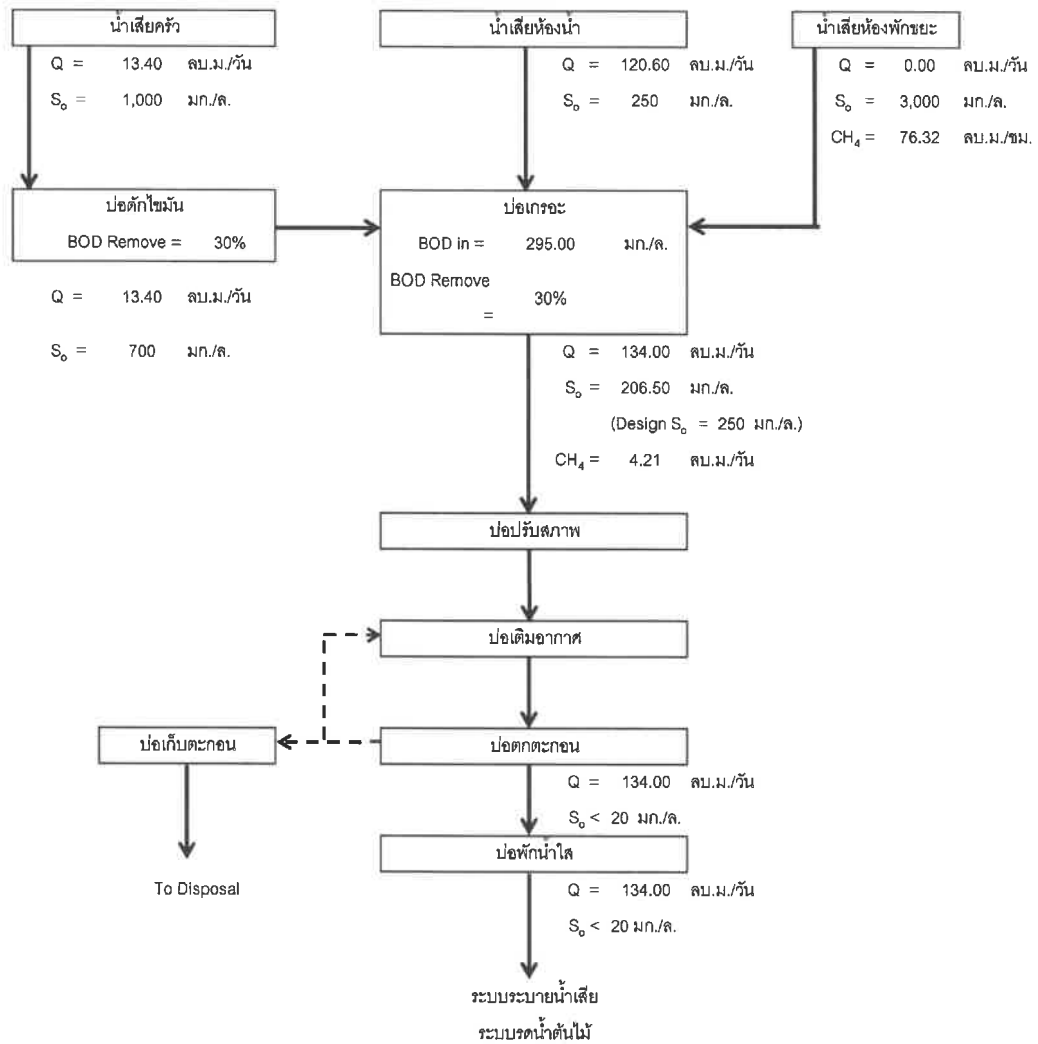 น้ำเสียครัว
Q = 13.40 ลบ.ม./วัน
So = 1,000 มก./ล.
น้ำเสียห้องน้ำ
Q = 120.60 ลบ.ม./วัน
So = 250 มก./ล.
น้ำเสียห้องพักขยะ
Q = 0.00 ลบ.ม./วัน
So = 3,000 มก./ล.
CH4 = 76.32 ลบ.ม./ชม.
บ่อดักไขมัน
BOD Remove = 30%
Q = 13.40 ลบ.ม./วัน
So = 700 มก./ล.
บ่อเกรอะ
BOD in = 295.00 มก./ล.
BOD Remove
30%
=
Q = 134.00 ลบ.ม./วัน
So = 206.50 มก./ล.
(Design So = 250 มก./ล.)
CH4 = 4.21 ลบ.ม./วัน
บ่อปรับสภาพ
บ่อเติมอากาศ
บ่อเก็บตะกอน
บ่อตกตะกอน
Q = 134.00 ลบ.ม./วัน
So < 20 มก./ล.
บ่อพักน้ำใส
To Disposal
Q = 134.00 ลบ.ม./วัน
So < 20 มก./ล.
ระบบระบายน้ำเสีย
ระบบรดน้ำต้นไม้